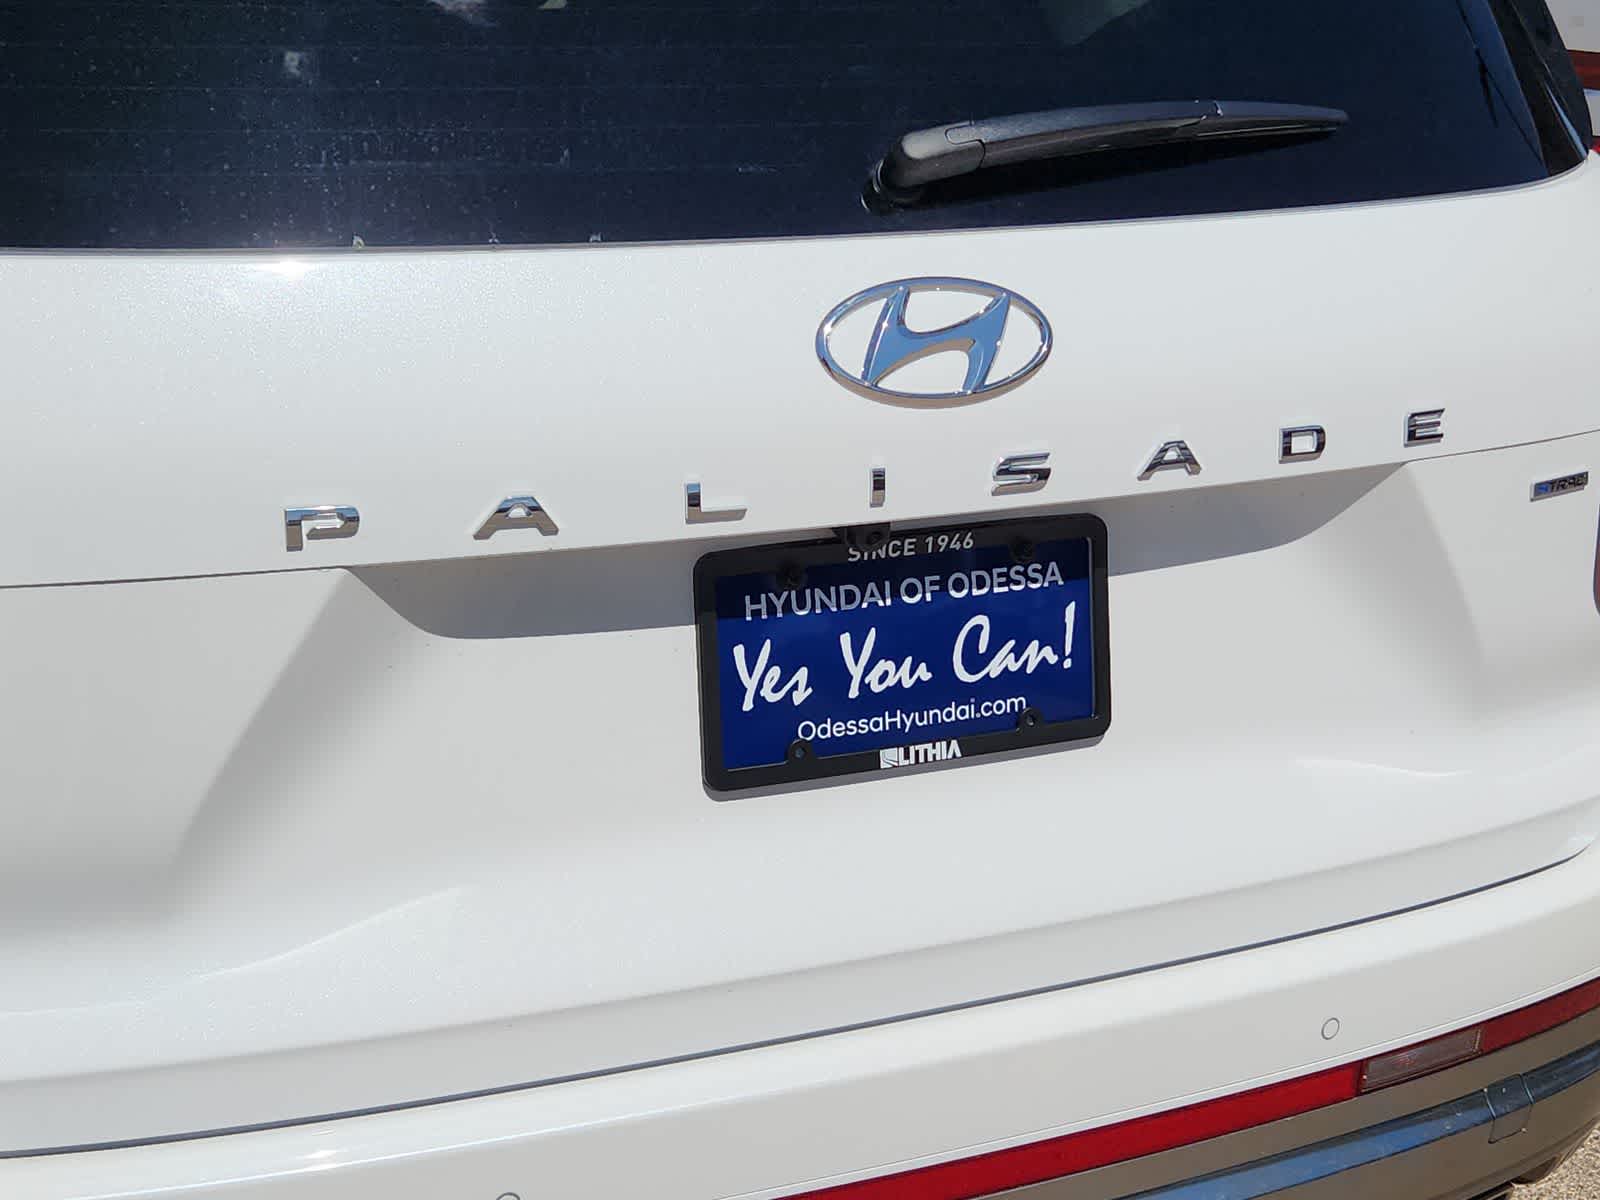 PALISADE
HTRAC
SINCE 1946
HYUNDAI OF ODESSA
Yes You Can!
OdessaHyundai.com
LITHIA